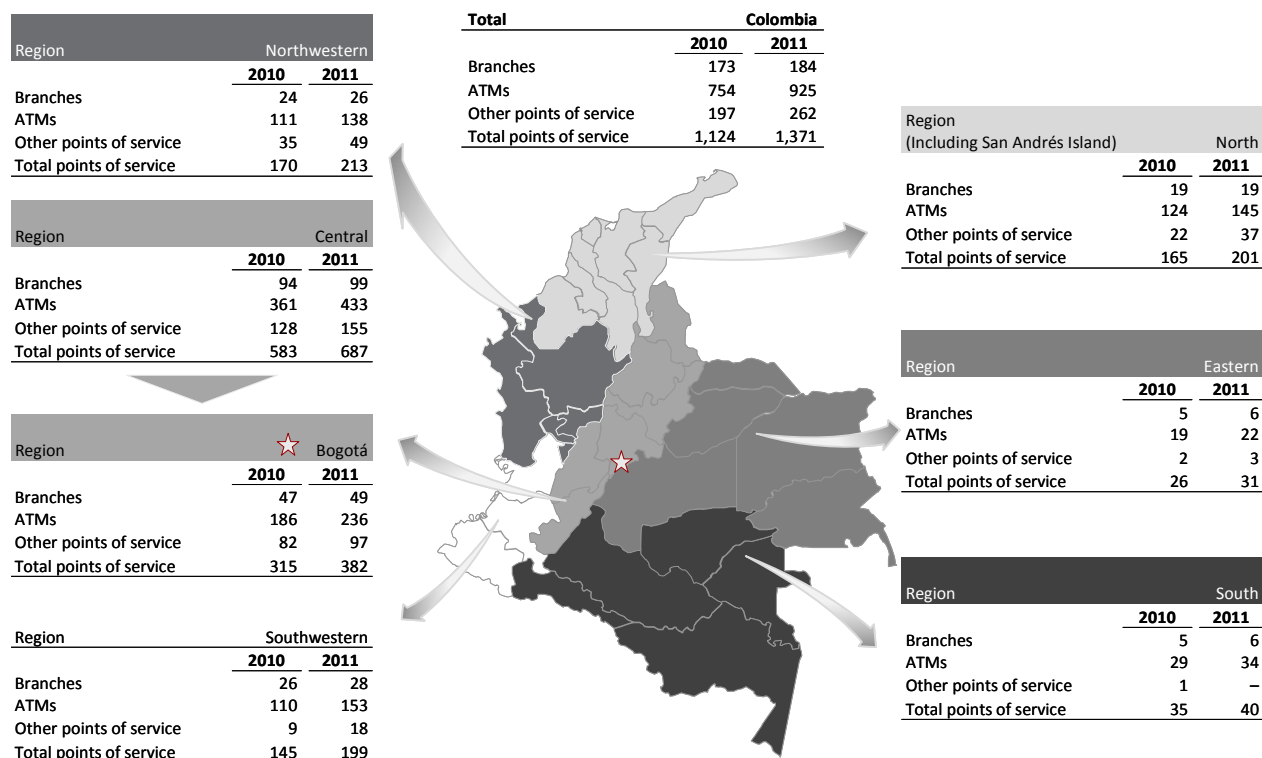 Region Northwestern
2010 2011
Branches 24 26
ATMs 111 138
Other points of service 35 49
Total points of service 170 213
Total Colombia
2010 2011
Branches 173 184
ATMs 754 925
Other points of service 197 262
Total points of service 1,124 1,371
Region
(Including San Andrés Island) North
2010 2011
Branches 19 19
ATMs 124 145
Other points of service 22 37
Total points of service 165 201
Region Central
2010 2011
Branches 94 99
ATMs 361 433
Other points of service 128 155
Total points of service 583 687
Region Eastern
2010 2011
Branches 5 6
ATMs 19 22
Other points of service 2 3
Total points of service 26 31
Region Bogotá
2010 2011
Branches 47 49
ATMs 186 236
Other points of service 82 97
Total points of service 315 382
Region South
2010 2011
Branches 5 6
ATMs 29 34
Other points of service 1 –
Total points of service 35 40
Region Southwestern
2010 2011
Branches 26 28
ATMs 110 153
Other points of service 9 18
Total points of service 145 199